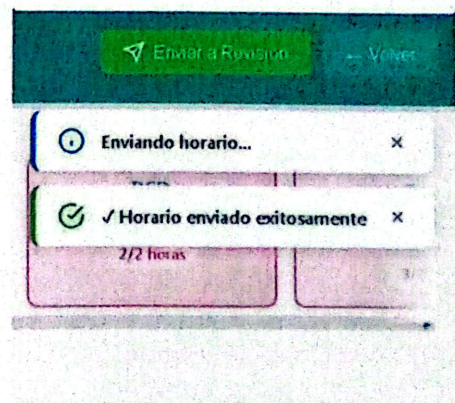 Enviar a Revisión
← Volver
Enviando horario...
×
✓ Horario enviado exitosamente
×
2/2 horas